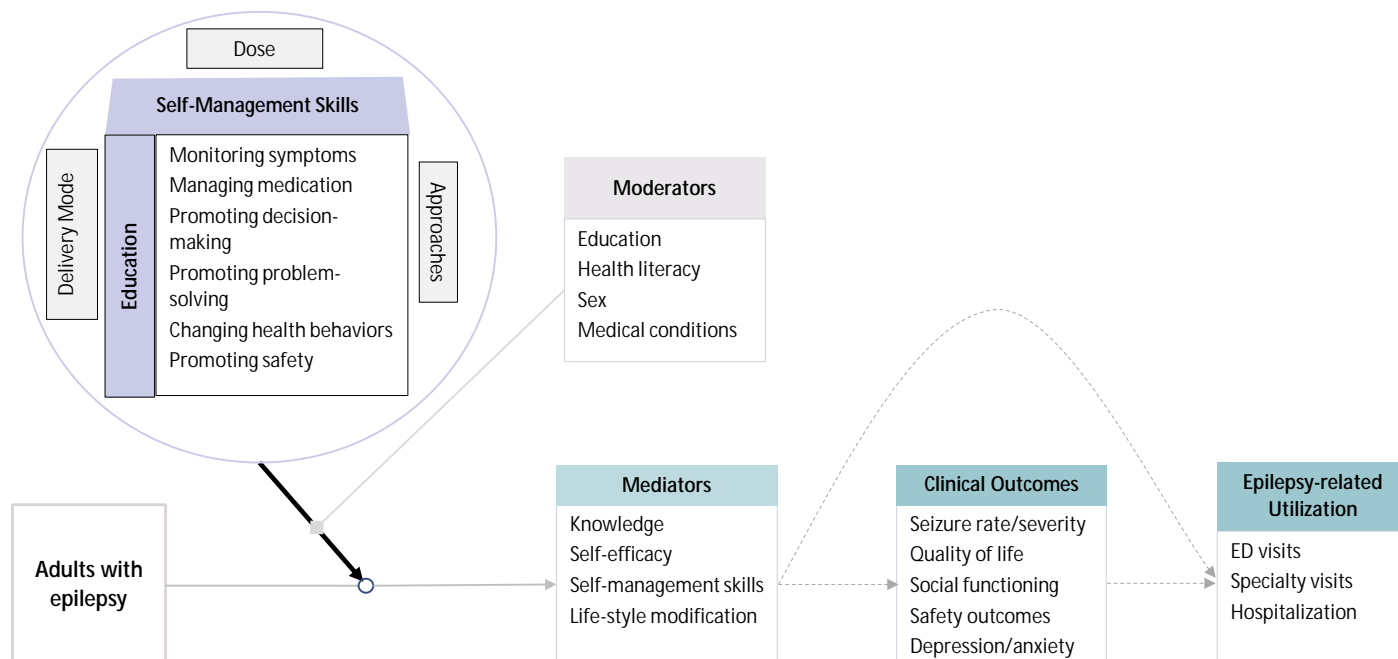 Dose
Self-Management Skills
Delivery Mode
Education
Monitoring symptoms
Managing medication
Promoting decision-
making
Promoting problem-
solving
Changing health behaviors
Promoting safety
Approaches
Moderators
Education
Health literacy
Sex
Medical conditions
Adults with
epilepsy
Mediators
Knowledge
Self-efficacy
Self-management skills
Life-style modification
Clinical Outcomes
Seizure rate/severity
Quality of life
Social functioning
Safety outcomes
Depression/anxiety
Epilepsy-related
Utilization
ED visits
Specialty visits
Hospitalization